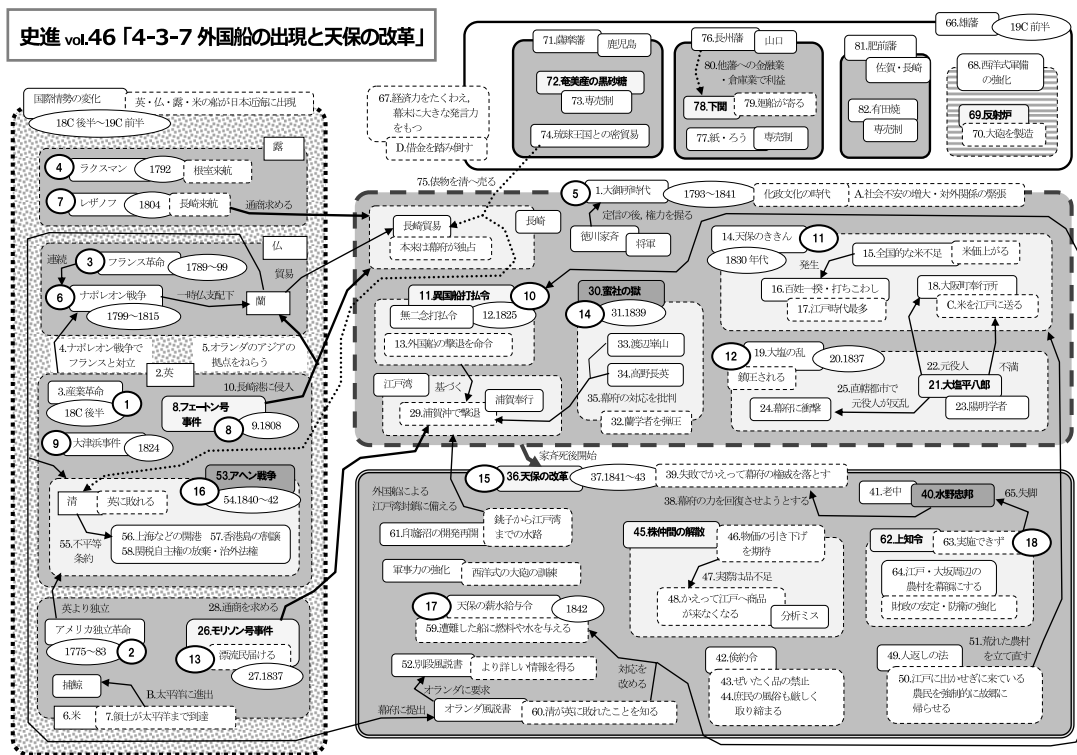 史進 vol.46 「4-3-7 外国船の出現と天保の改革」
66.雄藩
19C 前半
71.薩摩藩
鹿児島
72.奄美産の黒砂糖
73.専売制
74.琉球王国との密貿易
76.長州藩
山口
80.他藩への金融業
・倉庫業で利益
78.下関
79.廻船が寄る
77.紙・ろう
専売制
81.肥前藩
佐賀・長崎
82.有田焼
専売制
68.西洋式軍備
の強化
69.反射炉
70.大砲を製造
67.経済力をたくわえ、
幕末に大きな発言力
をもつ
D.借金を踏み倒す
国際情勢の変化
英・仏・露・米の船が日本近海に出現
18C 後半~19C 前半
露
4
ラクスマン
1792
根室来航
7
レザノフ
1804
長崎来航
通商求める
仏
連続
3
フランス革命
1789~99
貿易
6
ナポレオン戦争
一時仏支配下
蘭
1799~1815
4.ナポレオン戦争で
フランスと対立
5.オランダのアジアの
拠点をねらう
2.英
3.産業革命
18C 後半
1
10.長崎港に侵入
8.フェートン号
事件
8
9.1808
9
大津浜事件
1824
53.アヘン戦争
16
54.1840~42
清
英に敗れる
55.不平等
条約
56.上海などの開港 57.香港島の割譲
58.関税自主権の放棄・治外法権
英より独立
28.通商を求める
アメリカ独立革命
1775~83
2
26.モリソン号事件
13
漂流民届ける
27.1837
捕鯨
B.太平洋に進出
6.米
7.領土が太平洋まで到達
75.俵物を清へ売る
5
1.大御所時代
1793~1841
化政文化の時代
A.社会不安の増大・対外関係の緊張
定信の後、権力を握る
徳川家斉
将軍
長崎貿易
長崎
本来は幕府が独占
11.異国船打払令
10
無二念打払令
12.1825
13.外国船の撃退を命令
江戸湾
基づく
浦賀奉行
29.浦賀沖で撃退
30.蛮社の獄
14
31.1839
33.渡辺崋山
34.高野長英
35.幕府の対応を批判
32.蘭学者を弾圧
14.天保のききん
11
1830 年代
発生
15.全国的な米不足
米価上がる
16.百姓一揆・打ちこわし
17.江戸時代最多
18.大阪町奉行所
C.米を江戸に送る
12
19.大塩の乱
20.1837
鎮圧される
22.元役人
不満
25.直轄都市で
元役人が反乱
21.大塩平八郎
24.幕府に衝撃
23.陽明学者
家斉死後開始
15
36.天保の改革
37.1841~43
39.失敗でかえって幕府の権威を落とす
38.幕府の力を回復させようとする
41.老中
40.水野忠邦
65.失脚
外国船による
江戸湾封鎖に備える
61.印旛沼の開発再開
銚子から江戸湾
までの水路
軍事力の強化
西洋式の大砲の訓練
17
天保の薪水給与令
1842
59.遭難した船に燃料や水を与える
52.別段風説書
より詳しい情報を得る
オランダに要求
対応を
改める
幕府に提出
オランダ風説書
60.清が英に敗れたことを知る
45.株仲間の解散
46.物価の引き下げ
を期待
47.実際は品不足
48.かえって江戸へ商品
が来なくなる
分析ミス
62.上知令
63.実施できず
18
64.江戸・大坂周辺の
農村を幕領にする
財政の安定・防衛の強化
42.倹約令
43.ぜいたく品の禁止
44.庶民の風俗も厳しく
取り締まる
49.人返しの法
51.荒れた農村
を立て直す
50.江戸に出かせぎに来ている
農民を強制的に故郷に
帰らせる